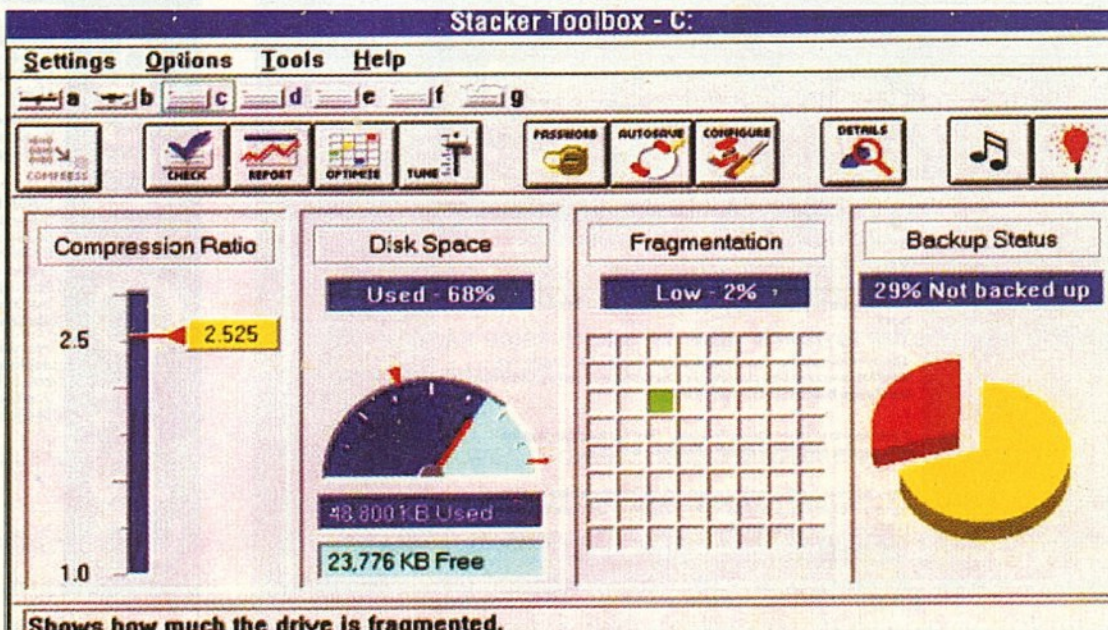 Stacker Toolbox - C:
Settings Options Tools Help
a b c d e f g
COMPRESS CHECK REPORT OPTIMIZE TUNE PASSWORD AUTOSAVE CONFIGURE DETAILS
Compression Ratio
2.5
2.525
1.0
Disk Space
Used - 68%
48,800 KB Used
23,776 KB Free
Fragmentation
Low - 2%
Backup Status
29% Not backed up
Shows how much the drive is fragmented.